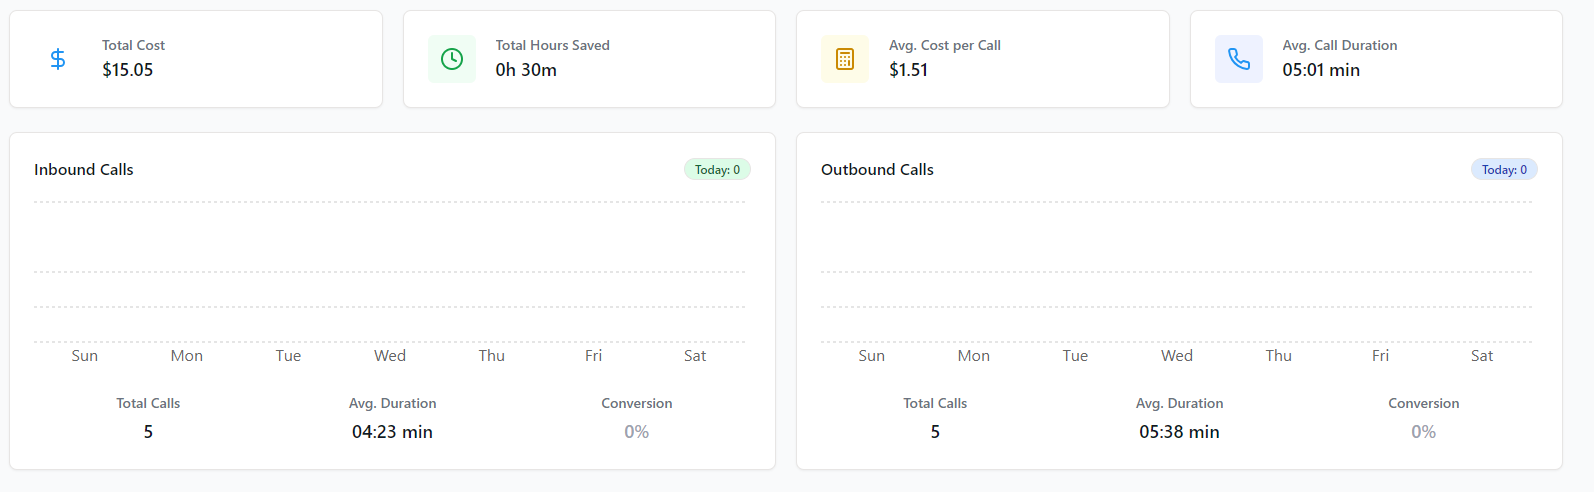 Total Cost
$15.05
Total Hours Saved
0h 30m
Avg. Cost per Call
$1.51
Avg. Call Duration
05:01 min
Inbound Calls
Today: 0
Sun Mon Tue Wed Thu Fri Sat
Total Calls Avg. Duration Conversion
5 04:23 min 0%
Outbound Calls
Today: 0
Sun Mon Tue Wed Thu Fri Sat
Total Calls Avg. Duration Conversion
5 05:38 min 0%